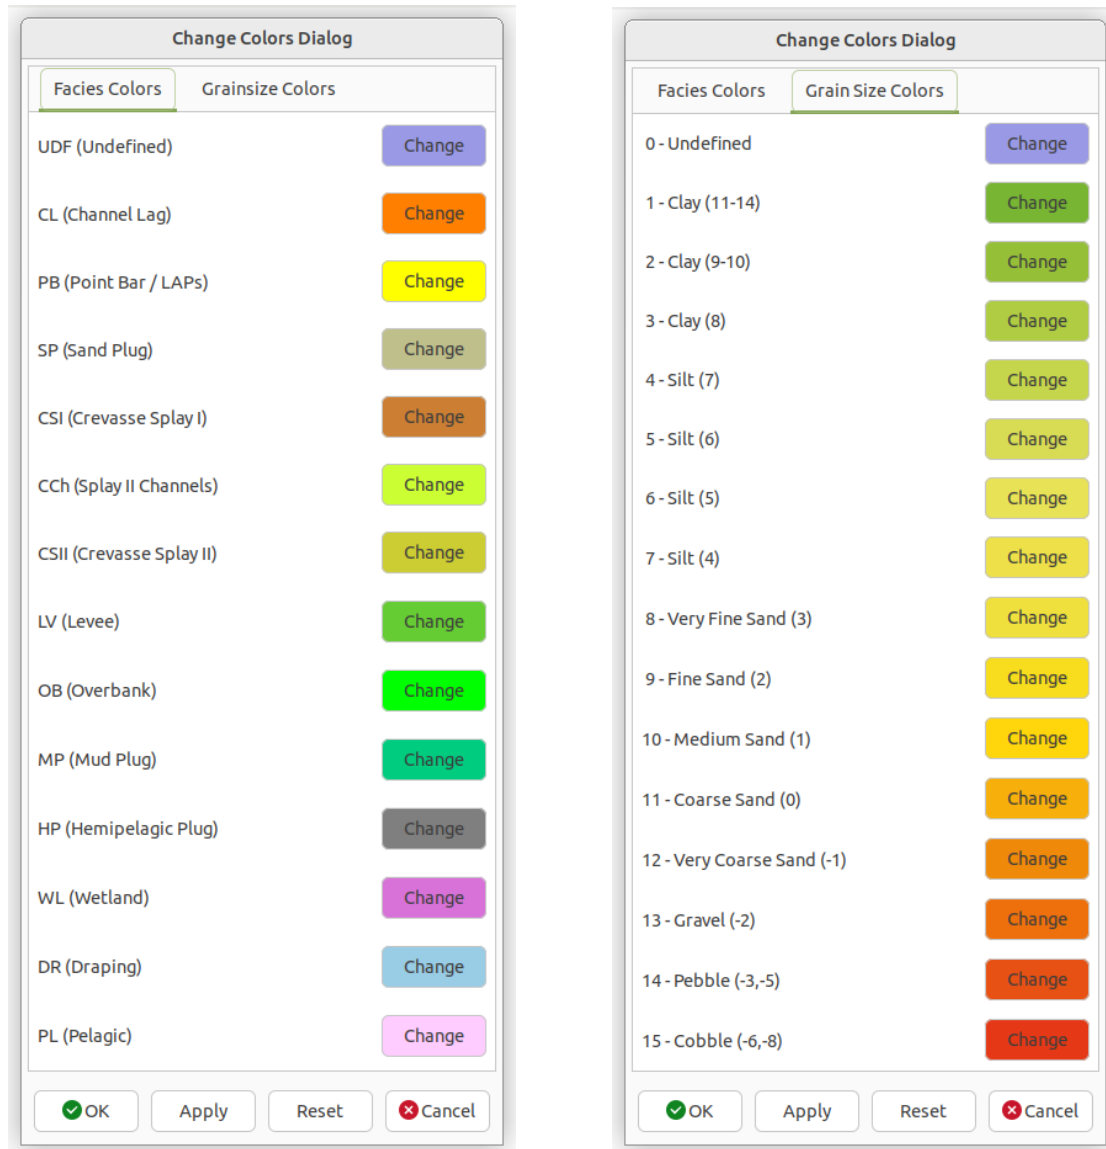 Change Colors Dialog
Facies Colors Grainsize Colors
UDF (Undefined) Change
CL (Channel Lag) Change
PB (Point Bar / LAPs) Change
SP (Sand Plug) Change
CSI (Crevasse Splay I) Change
CCh (Splay II Channels) Change
CSII (Crevasse Splay II) Change
LV (Levee) Change
OB (Overbank) Change
MP (Mud Plug) Change
HP (Hemipelagic Plug) Change
WL (Wetland) Change
DR (Draping) Change
PL (Pelagic) Change
OK Apply Reset Cancel
Change Colors Dialog
Facies Colors Grain Size Colors
0 - Undefined Change
1 - Clay (11-14) Change
2 - Clay (9-10) Change
3 - Clay (8) Change
4 - Silt (7) Change
5 - Silt (6) Change
6 - Silt (5) Change
7 - Silt (4) Change
8 - Very Fine Sand (3) Change
9 - Fine Sand (2) Change
10 - Medium Sand (1) Change
11 - Coarse Sand (0) Change
12 - Very Coarse Sand (-1) Change
13 - Gravel (-2) Change
14 - Pebble (-3,-5) Change
15 - Cobble (-6,-8) Change
OK Apply Reset Cancel